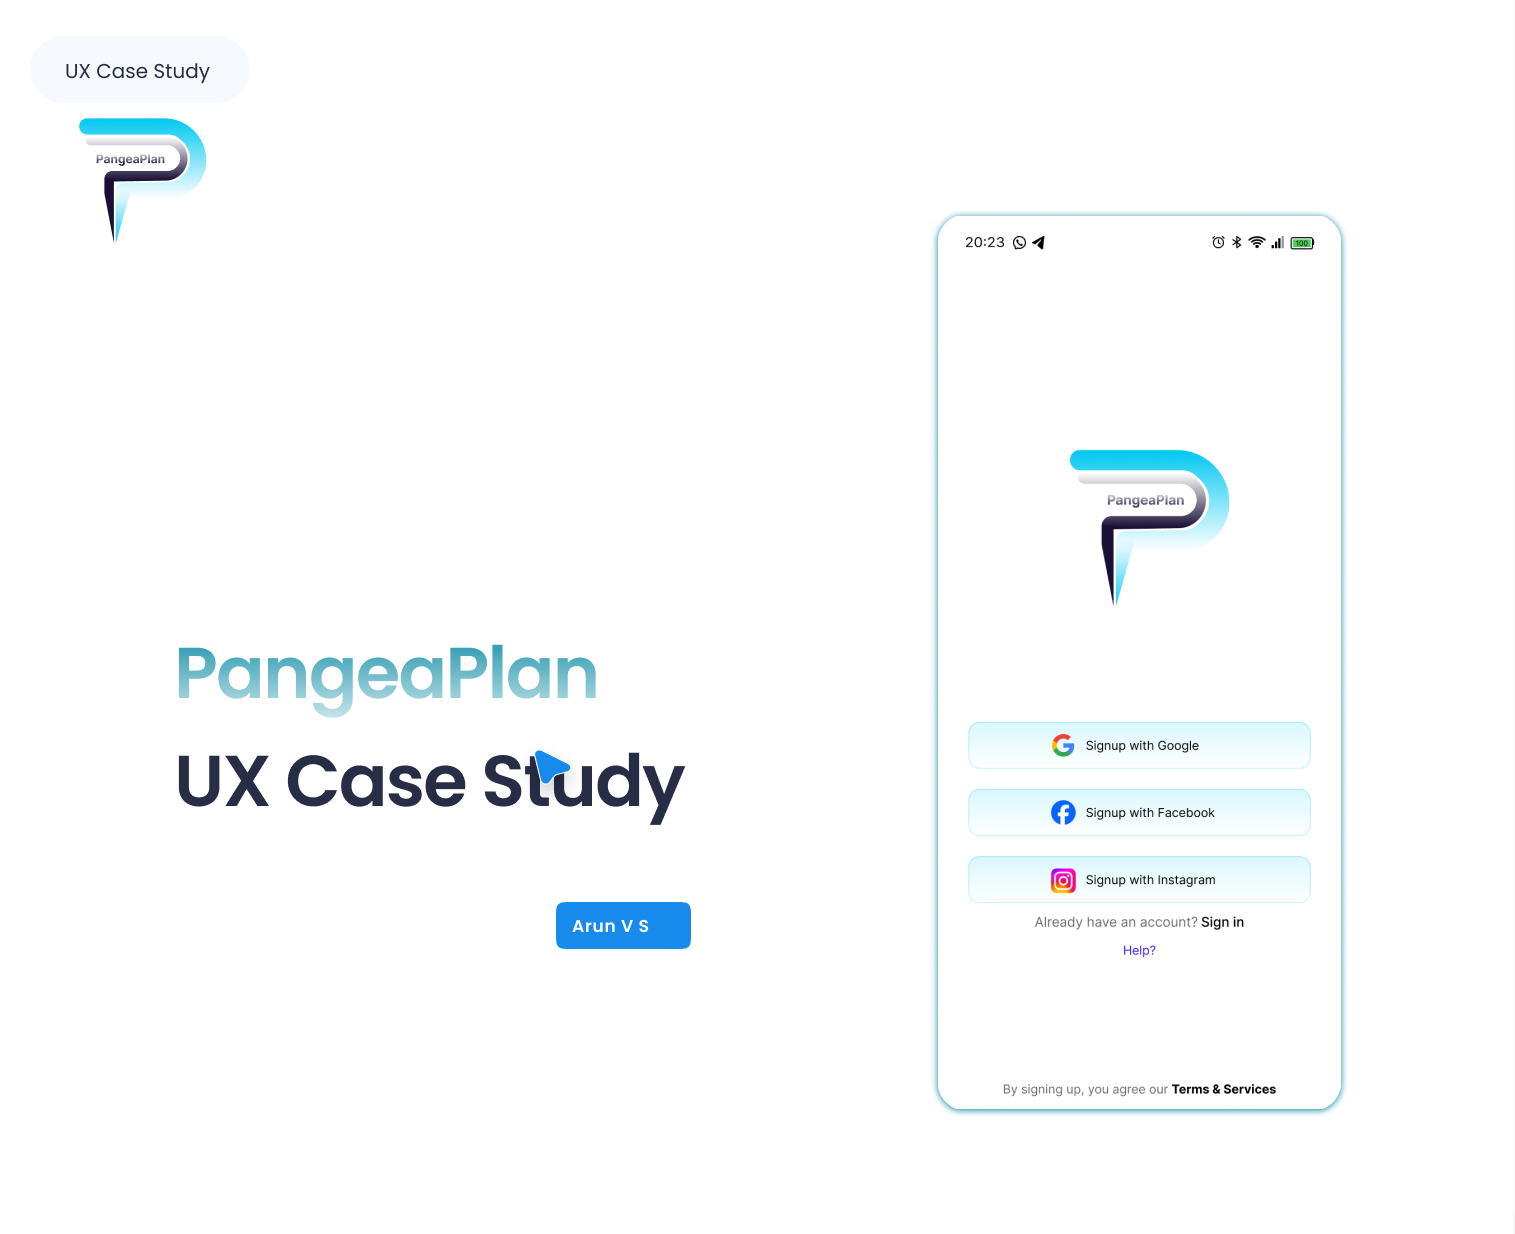 UX Case Study
PangeaPlan
PangeaPlan
UX Case Study
Arun V S
20:23
100
PangeaPlan
Signup with Google
Signup with Facebook
Signup with Instagram
Already have an account? Sign in
Help?
By signing up, you agree our Terms & Services